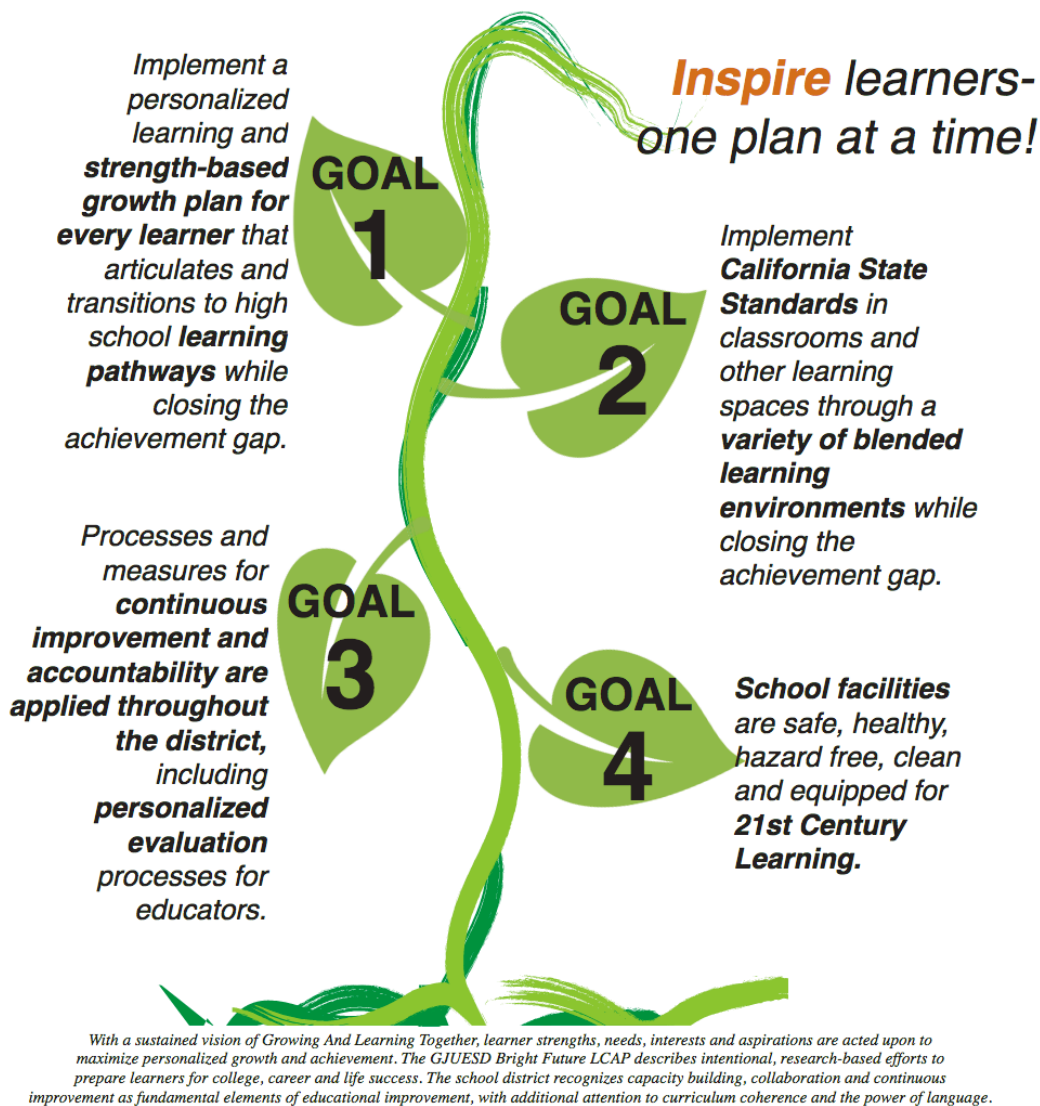 Inspire learners-
one plan at a time!
Implement a
personalized
learning and
strength-based
growth plan for
every learner that
articulates and
transitions to high
school learning
pathways while
closing the
achievement gap.
GOAL
1
GOAL
2
Implement
California State
Standards in
classrooms and
other learning
spaces through a
variety of blended
learning
environments while
closing the
achievement gap.
Processes and
measures for
continuous
improvement and
accountability are
applied throughout
the district,
including
personalized
evaluation
processes for
educators.
GOAL
3
GOAL
4
School facilities
are safe, healthy,
hazard free, clean
and equipped for
21st Century
Learning.
With a sustained vision of Growing And Learning Together, learner strengths, needs, interests and aspirations are acted upon to
maximize personalized growth and achievement. The GJUESD Bright Future LCAP describes intentional, research-based efforts to
prepare learners for college, career and life success. The school district recognizes capacity building, collaboration and continuous
improvement as fundamental elements of educational improvement, with additional attention to curriculum coherence and the power of language.